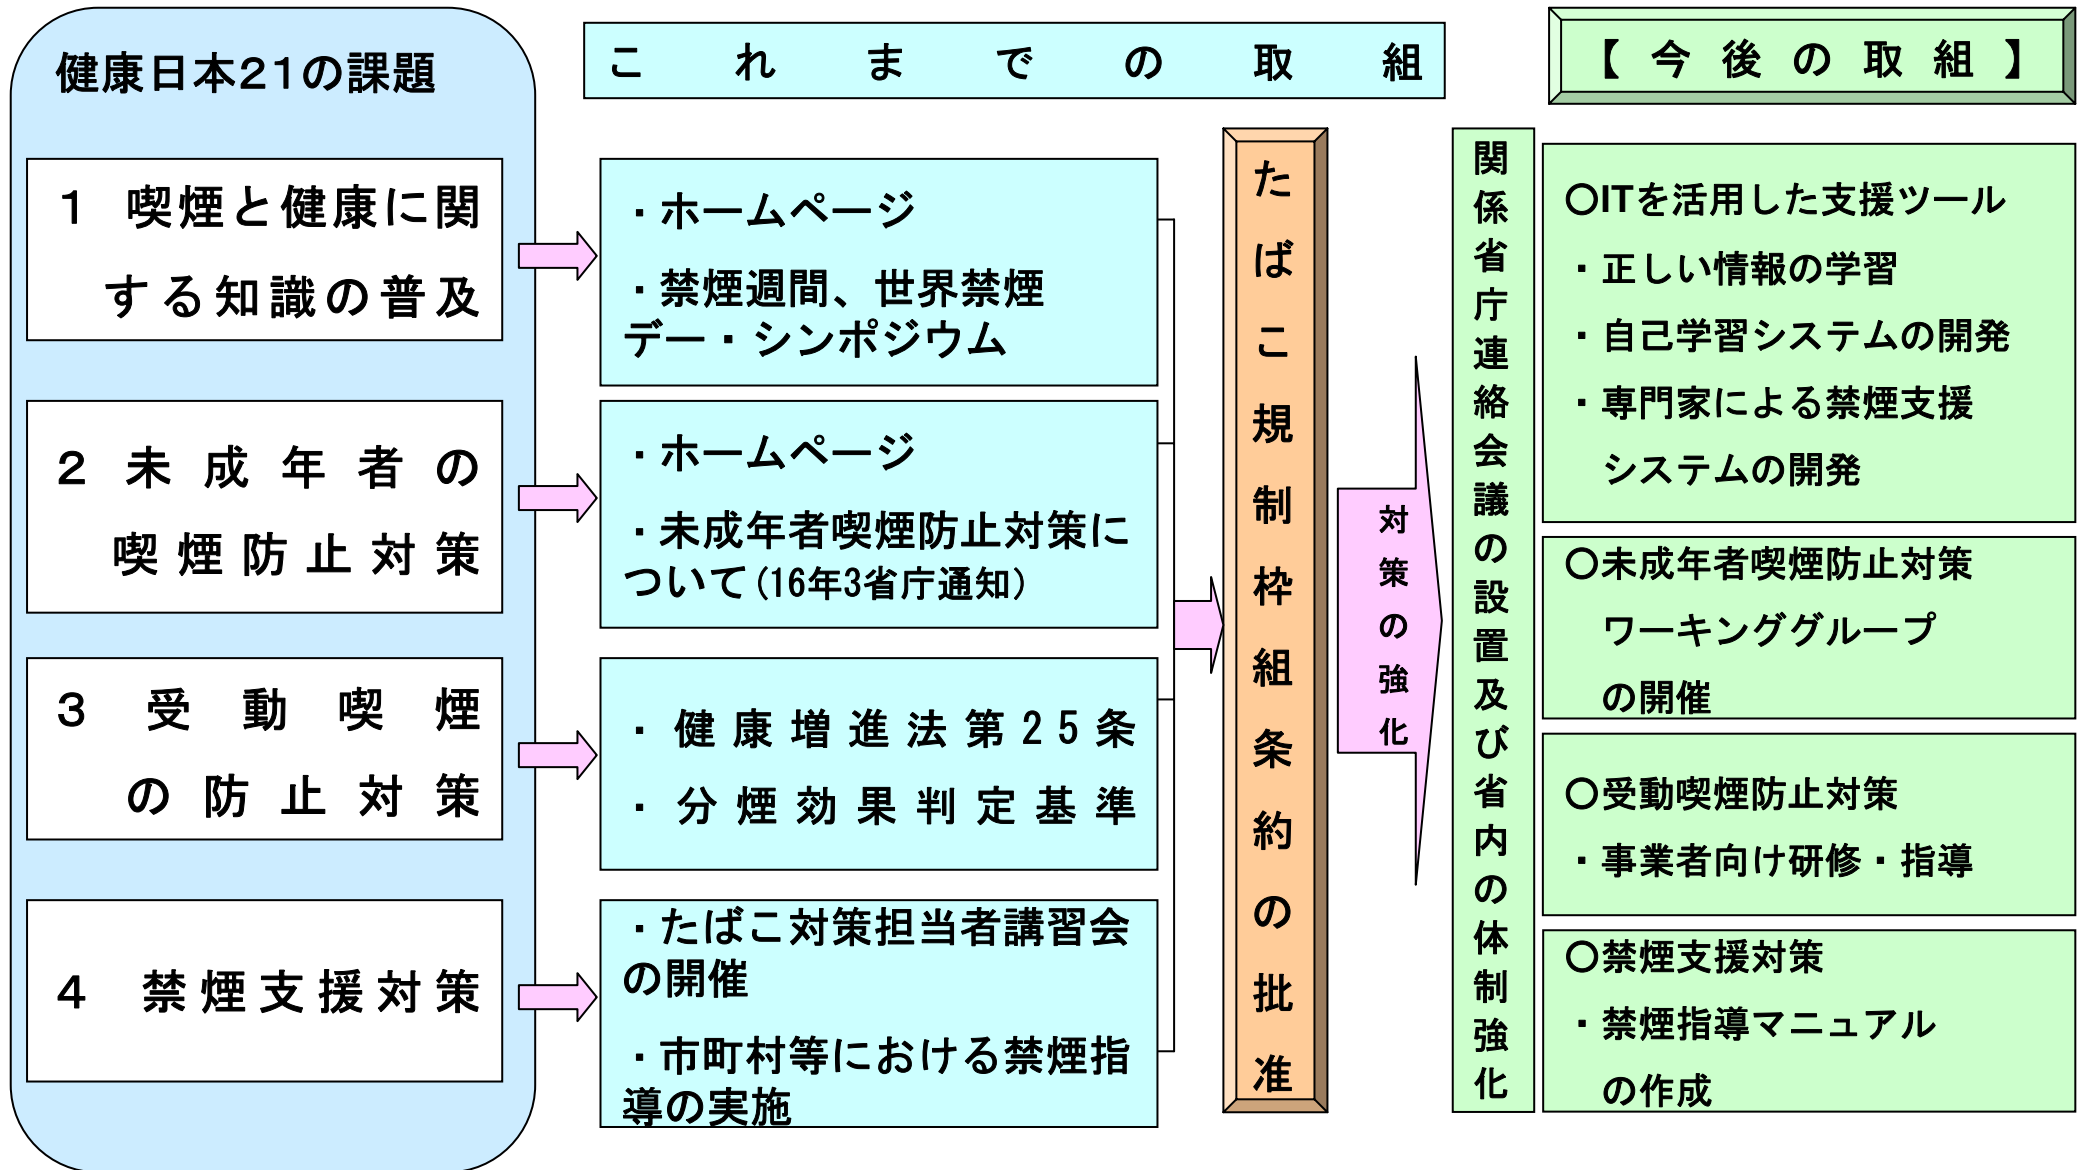 健康日本21の課題
これまでの取組
【今後の取組】
1 喫煙と健康に関
する知識の普及
2 未成年者の
喫煙防止対策
3 受動喫煙
の防止対策
4 禁煙支援対策
・ホームページ
・禁煙週間、世界禁煙
デー・シンポジウム
・ホームページ
・未成年者喫煙防止対策に
ついて(16年3省庁通知)
・健康増進法第25条
・分煙効果判定基準
・たばこ対策担当者講習会
の開催
・市町村等における禁煙指
導の実施
たばこ規制枠組条約の批准
対策の強化
関係省庁連絡会議の設置及び省内の体制強化
〇ITを活用した支援ツール
・正しい情報の学習
・自己学習システムの開発
・専門家による禁煙支援
システムの開発
〇未成年者喫煙防止対策
ワーキンググループ
の開催
〇受動喫煙防止対策
・事業者向け研修・指導
〇禁煙支援対策
・禁煙指導マニュアル
の作成